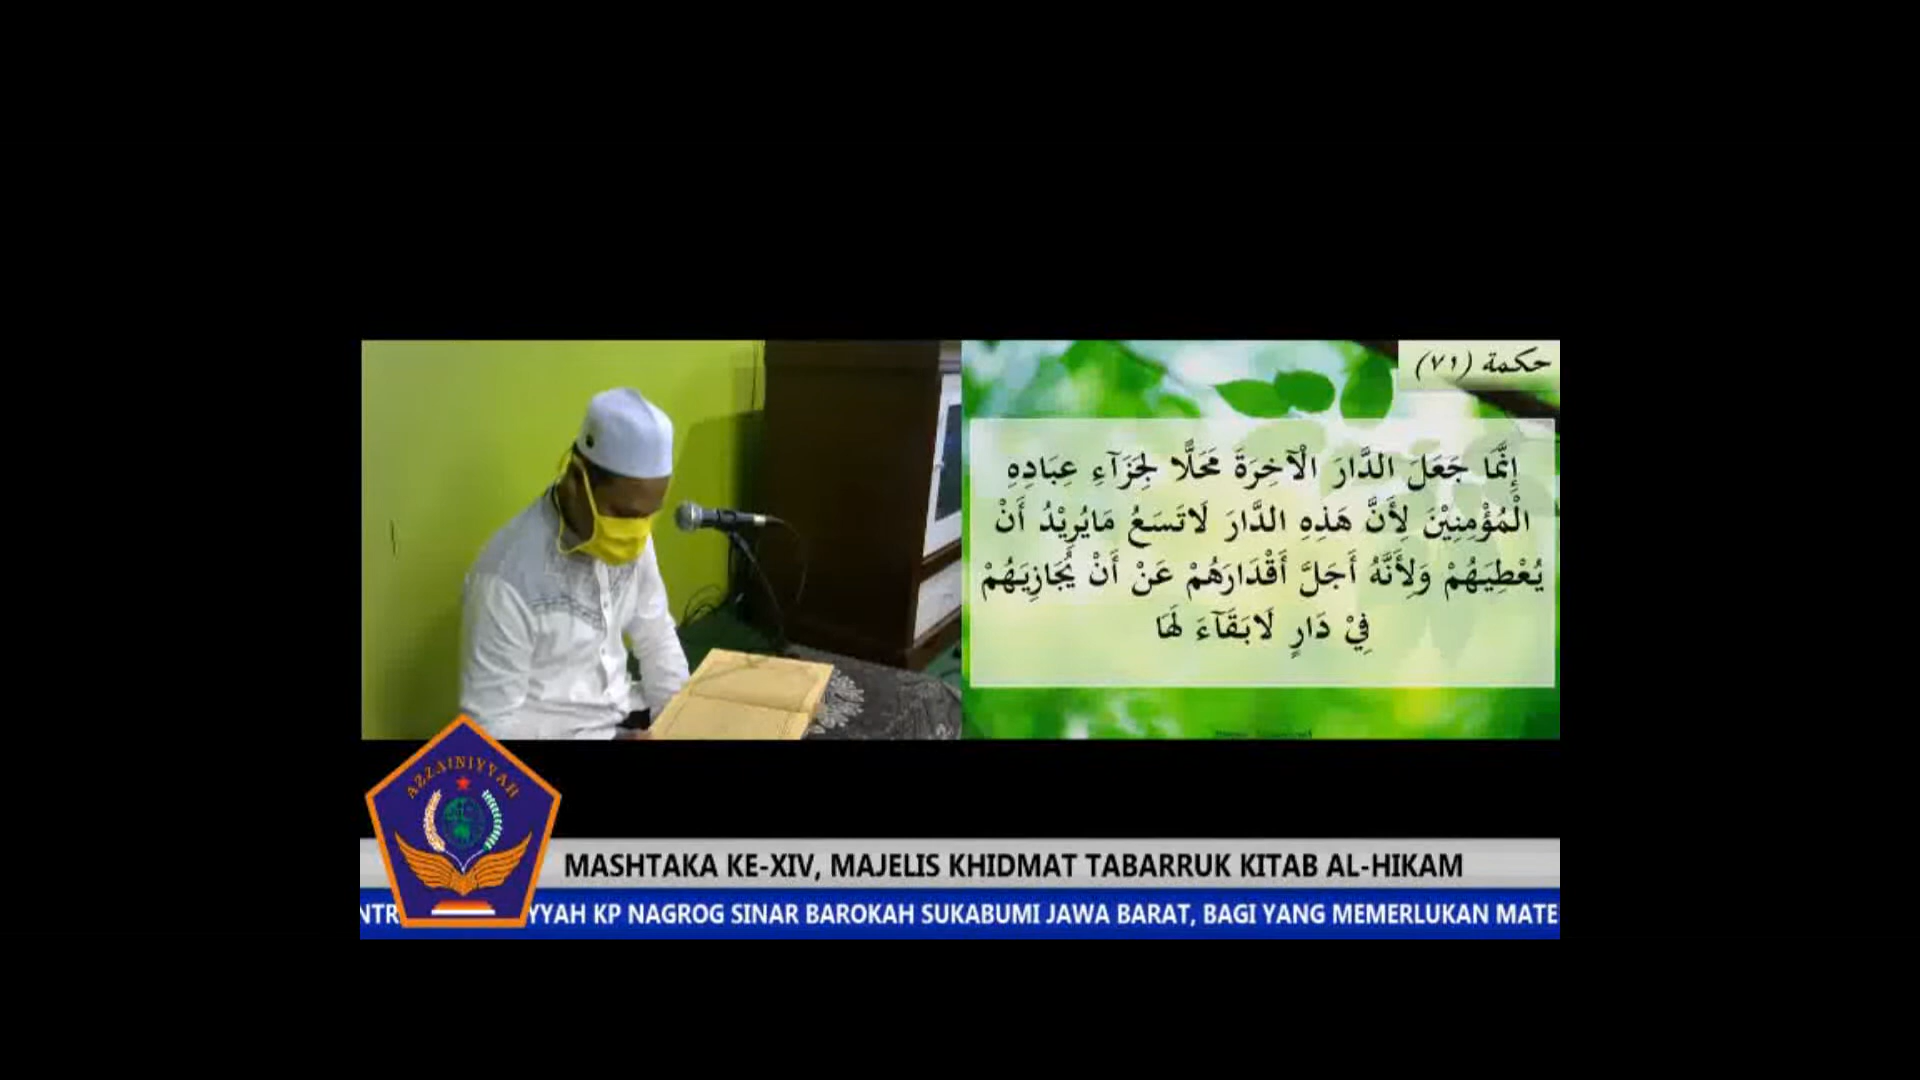 حكمة (٧١)
إِنَّمَا جَعَلَ الدَّارَ الْآخِرَةَ مَحَلًّا لِجَزَآءِ عِبَادِهِ
الْمُؤْمِنِيْنَ لِأَنَّ هَذِهِ الدَّارَ لَاتَسَعُ مَايُرِيْدُ أَنْ
يُعْطِيَهُمْ وَلِأَنَّهُ أَجَلَّ أَقْدَارَهُمْ عَنْ أَنْ يُجَازِيَهُمْ
فِيْ دَارٍ لَابَقَآءَ لَهَا
AZZAINIYYAH
MASHTAKA KE-XIV, MAJELIS KHIDMAT TABARRUK KITAB AL-HIKAM
NTR YYAH KP NAGROG SINAR BAROKAH SUKABUMI JAWA BARAT, BAGI YANG MEMERLUKAN MATE